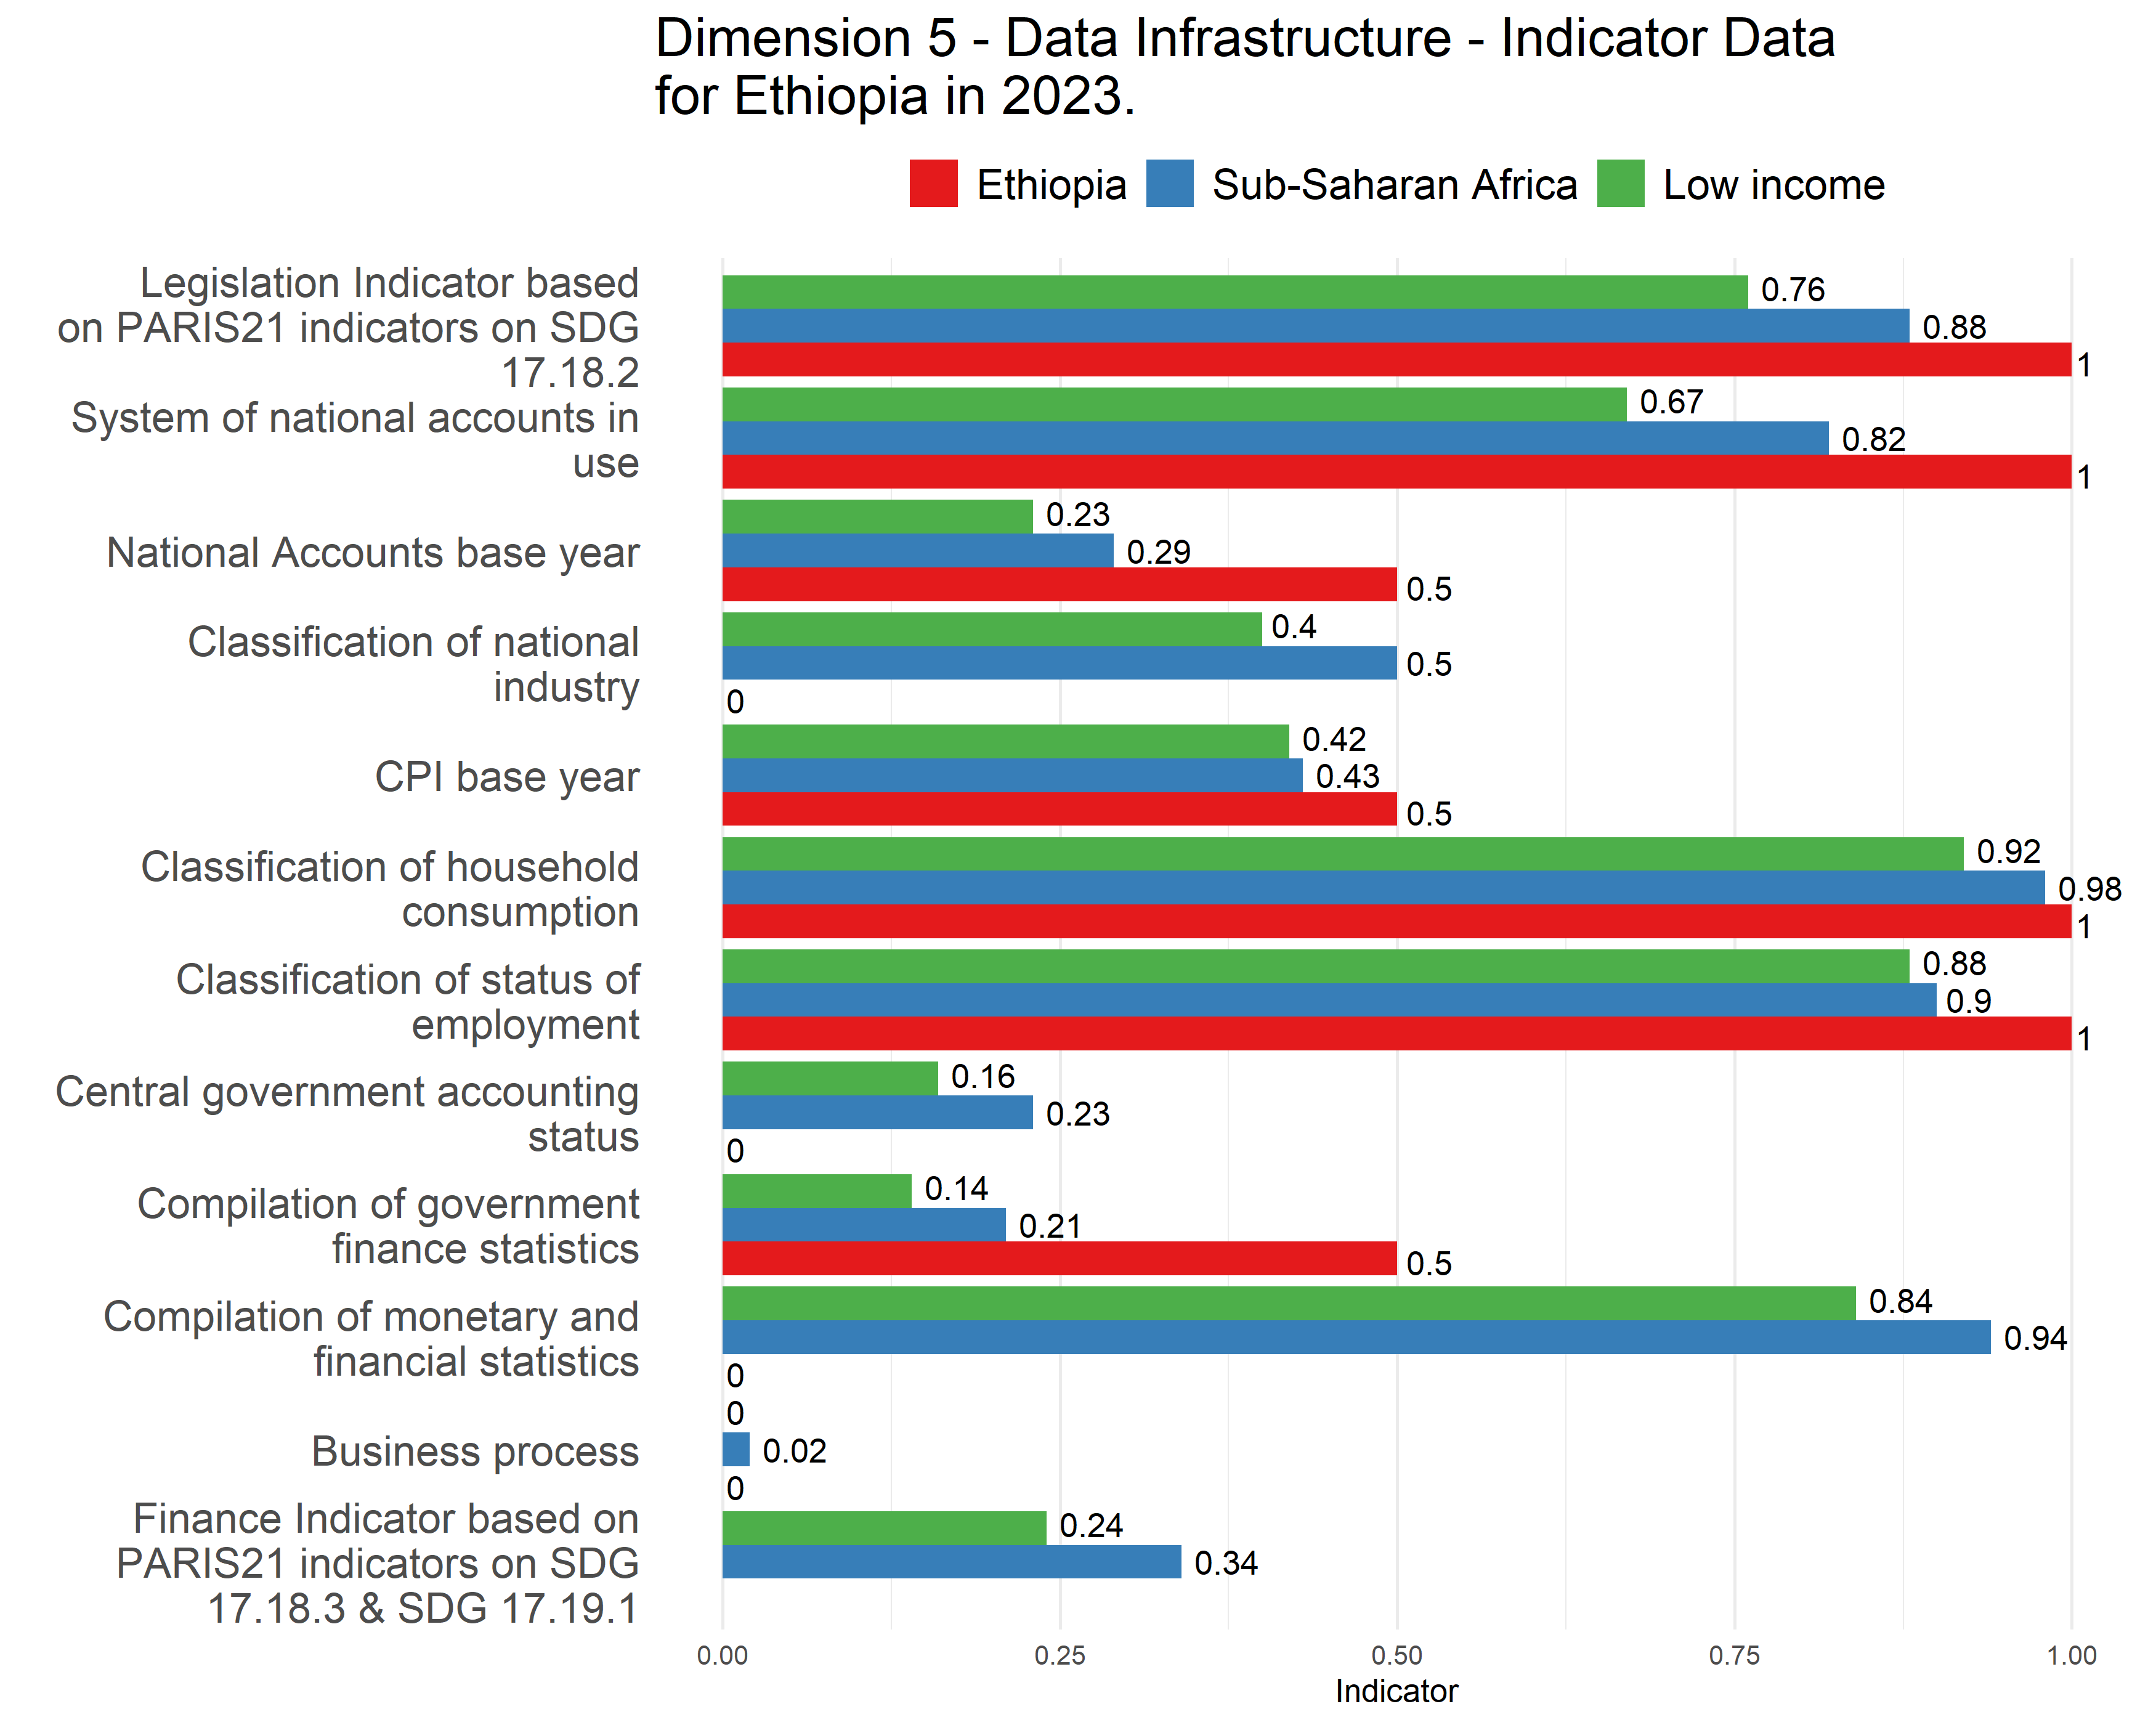 Dimension 5 - Data Infrastructure - Indicator Data
for Ethiopia in 2023.
Ethiopia
Sub-Saharan Africa
Low income
Legislation Indicator based
on PARIS21 indicators on SDG
17.18.2
0.76
0.88
1
System of national accounts in
use
0.67
0.82
1
National Accounts base year
0.23
0.29
0.5
Classification of national
industry
0.4
0.5
0
CPI base year
0.42
0.43
0.5
Classification of household
consumption
0.92
0.98
1
Classification of status of
employment
0.88
0.9
1
Central government accounting
status
0.16
0.23
0
Compilation of government
finance statistics
0.14
0.21
0.5
Compilation of monetary and
financial statistics
0.84
0.94
0
Business process
0
0.02
0
Finance Indicator based on
PARIS21 indicators on SDG
17.18.3 & SDG 17.19.1
0.24
0.34
0.00
0.25
0.50
0.75
1.00
Indicator